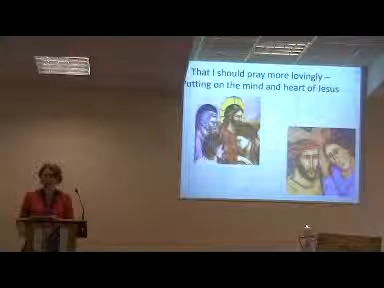 That I should pray more lovingly –
Putting on the mind and heart of Jesus